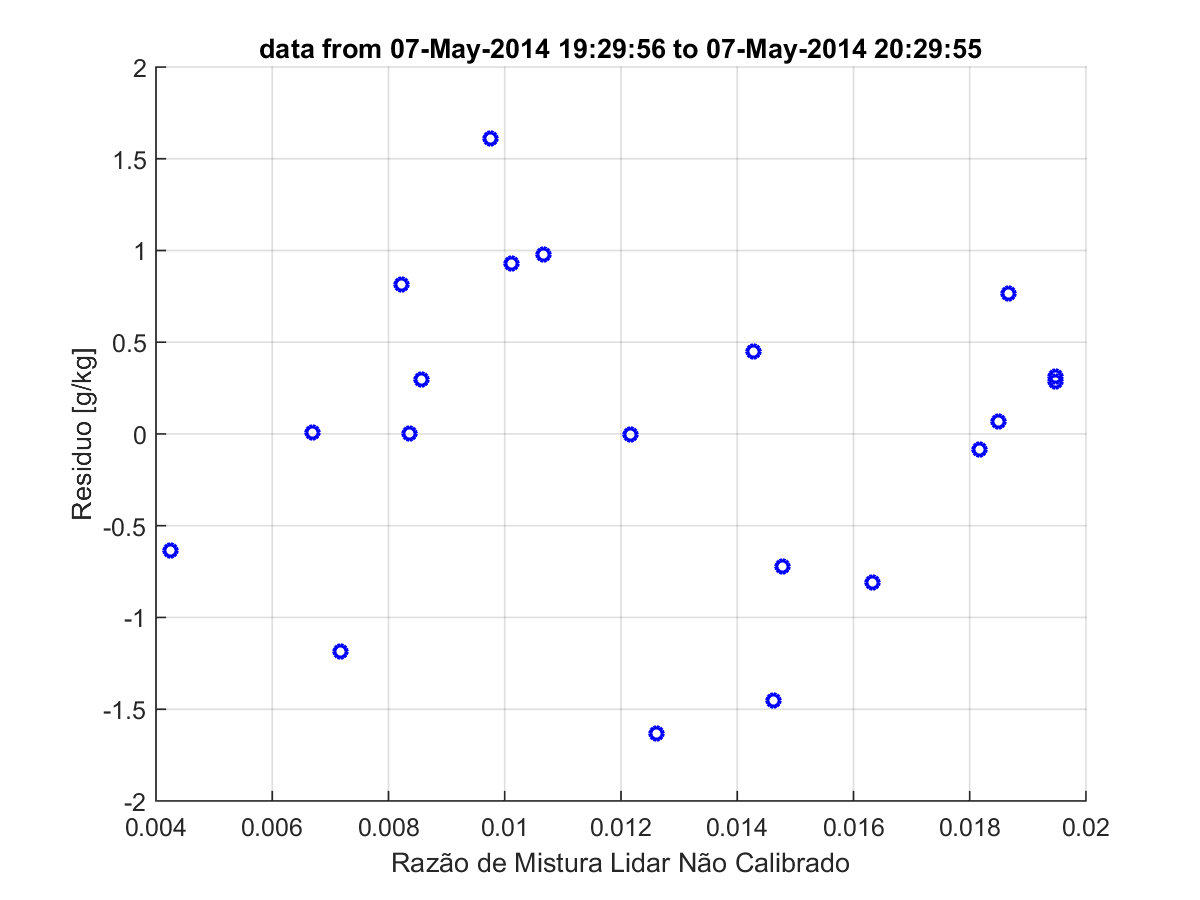 data from 07-May-2014 19:29:56 to 07-May-2014 20:29:55
2
1.5
1
0.5
0
-0.5
-1
-1.5
-2
Residuo [g/kg]
0.004 0.006 0.008 0.01 0.012 0.014 0.016 0.018 0.02
Razão de Mistura Lidar Não Calibrado